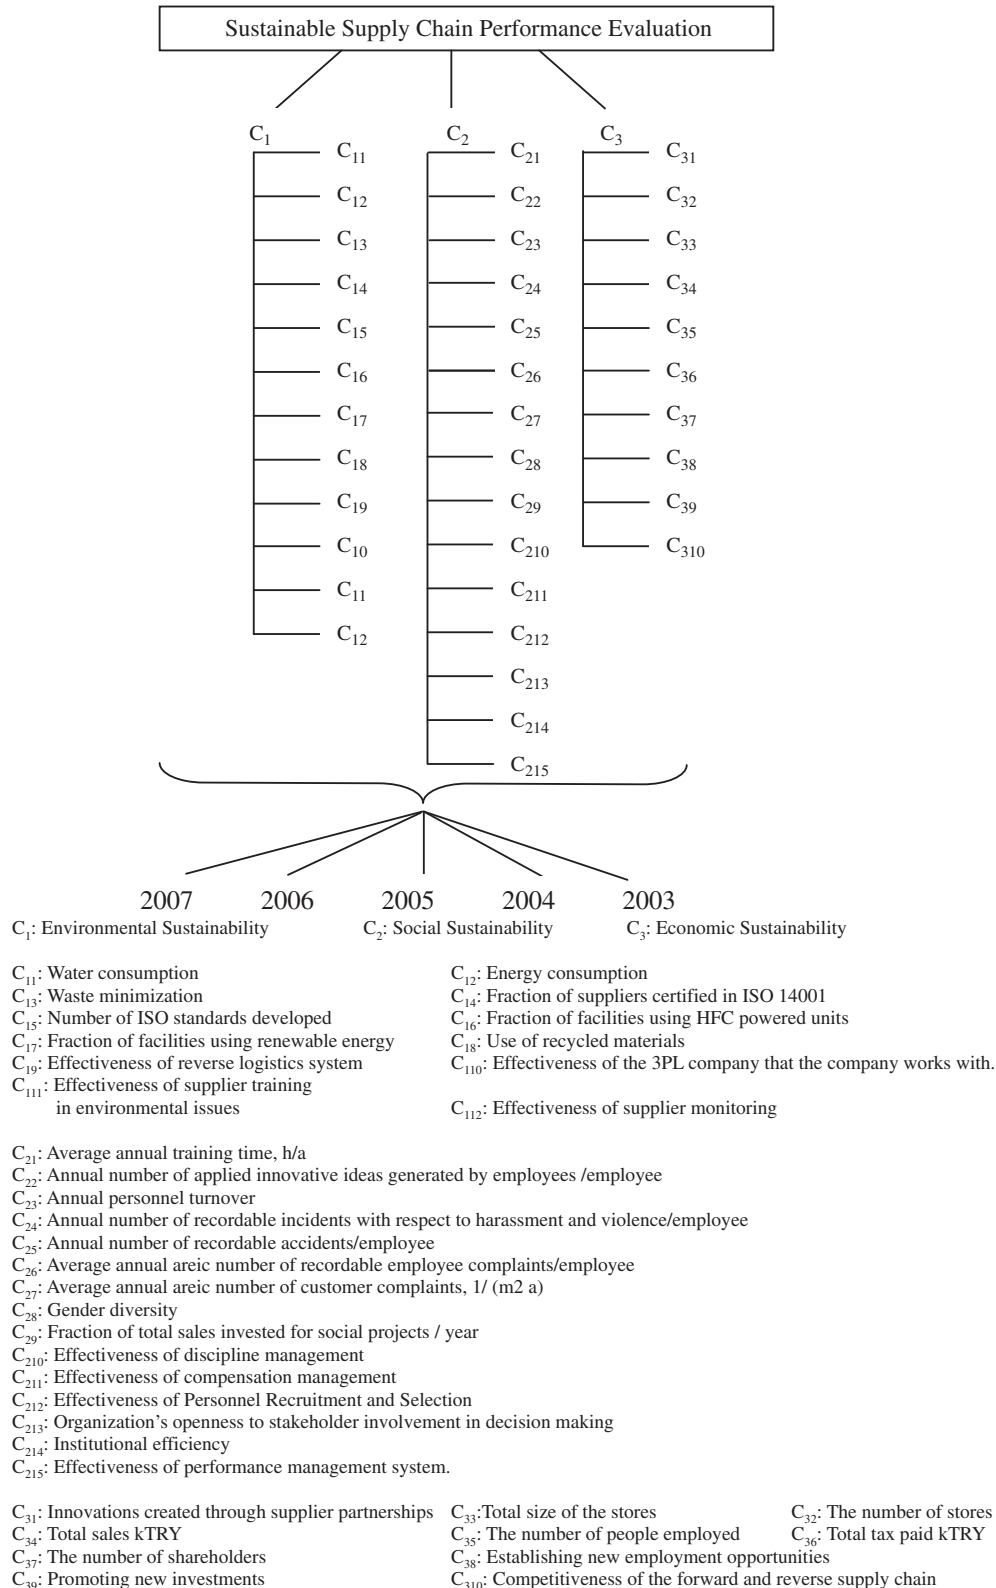 Sustainable Supply Chain Performance Evaluation
C1 C2 C3
C11 C21 C31
C12 C22 C32
C13 C23 C33
C14 C24 C34
C15 C25 C35
C16 C26 C36
C17 C27 C37
C18 C28 C38
C19 C29 C39
C10 C210 C310
C11 C211
C12 C212
C213
C214
C215
2007 2006 2005 2004 2003
C1: Environmental Sustainability C2: Social Sustainability C3: Economic Sustainability
C11: Water consumption C12: Energy consumption
C13: Waste minimization C14: Fraction of suppliers certified in ISO 14001
C15: Number of ISO standards developed C16: Fraction of facilities using HFC powered units
C17: Fraction of facilities using renewable energy C18: Use of recycled materials
C19: Effectiveness of reverse logistics system C110: Effectiveness of the 3PL company that the company works with.
C111: Effectiveness of supplier training
in environmental issues C112: Effectiveness of supplier monitoring
C21: Average annual training time, h/a
C22: Annual number of applied innovative ideas generated by employees /employee
C23: Annual personnel turnover
C24: Annual number of recordable incidents with respect to harassment and violence/employee
C25: Annual number of recordable accidents/employee
C26: Average annual areic number of recordable employee complaints/employee
C27: Average annual areic number of customer complaints, 1/ (m2 a)
C28: Gender diversity
C29: Fraction of total sales invested for social projects / year
C210: Effectiveness of discipline management
C211: Effectiveness of compensation management
C212: Effectiveness of Personnel Recruitment and Selection
C213: Organization's openness to stakeholder involvement in decision making
C214: Institutional efficiency
C215: Effectiveness of performance management system.
C31: Innovations created through supplier partnerships C33:Total size of the stores C32: The number of stores
C34: Total sales kTRY C35: The number of people employed C36: Total tax paid kTRY
C37: The number of shareholders C38: Establishing new employment opportunities
C39: Promoting new investments C310: Competitiveness of the forward and reverse supply chain